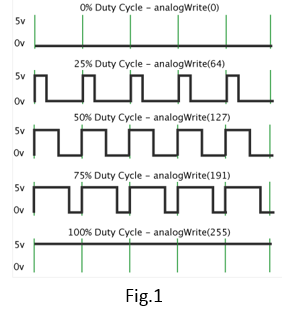 0% Duty Cycle - analogWrite(0)
5v
0v
25% Duty Cycle - analogWrite(64)
5v
0v
50% Duty Cycle - analogWrite(127)
5v
0v
75% Duty Cycle - analogWrite(191)
5v
0v
100% Duty Cycle - analogWrite(255)
5v
0v
Fig.1